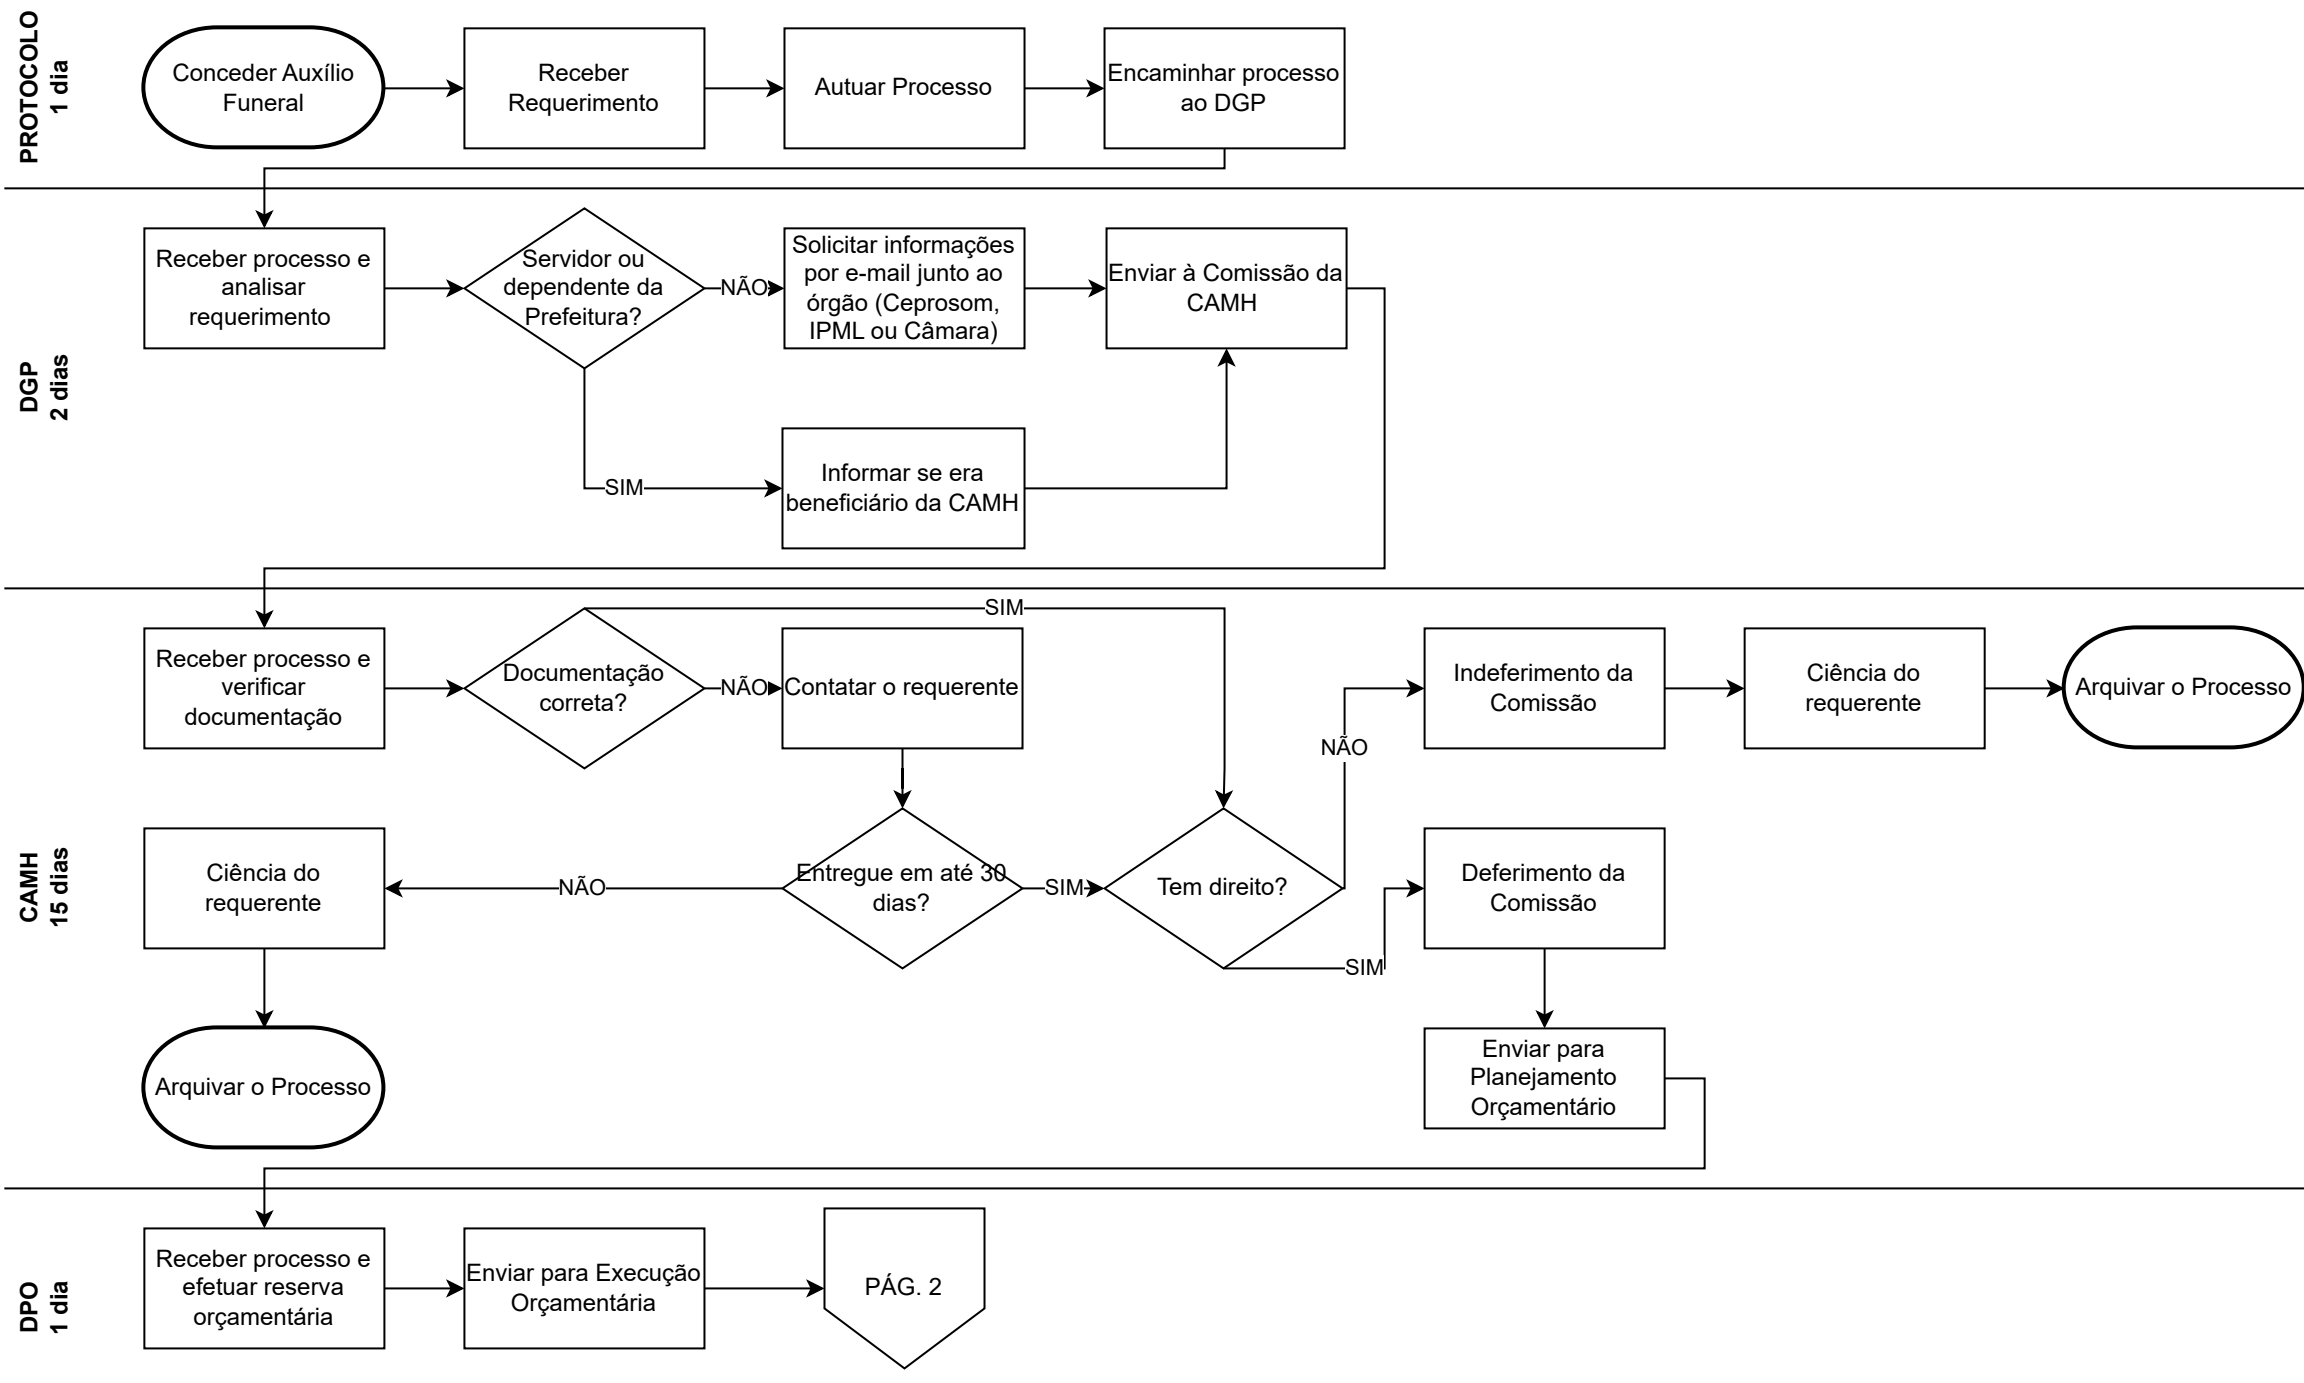 PROTOCOLO
1 dia
Conceder Auxílio
Funeral
Receber
Requerimento
Autuar Processo
Encaminhar processo
ao DGP
DGP
2 dias
Receber processo e
analisar
requerimento
Servidor ou
dependente da
Prefeitura?
NÃO
Solicitar informações
por e-mail junto ao
órgão (Ceprosom,
IPML ou Câmara)
Enviar à Comissão da
CAMH
SIM
Informar se era
beneficiário da CAMH
CAMH
15 dias
SIM
Receber processo e
verificar
documentação
Documentação
correta?
NÃO
Contatar o requerente
Indeferimento da
Comissão
Ciência do
requerente
Arquivar o Processo
NÃO
Ciência do
requerente
NÃO
Entregue em até 30
dias?
SIM
Tem direito?
Deferimento da
Comissão
SIM
Arquivar o Processo
Enviar para
Planejamento
Orçamentário
DPO
1 dia
Receber processo e
efetuar reserva
orçamentária
Enviar para Execução
Orçamentária
PÁG. 2